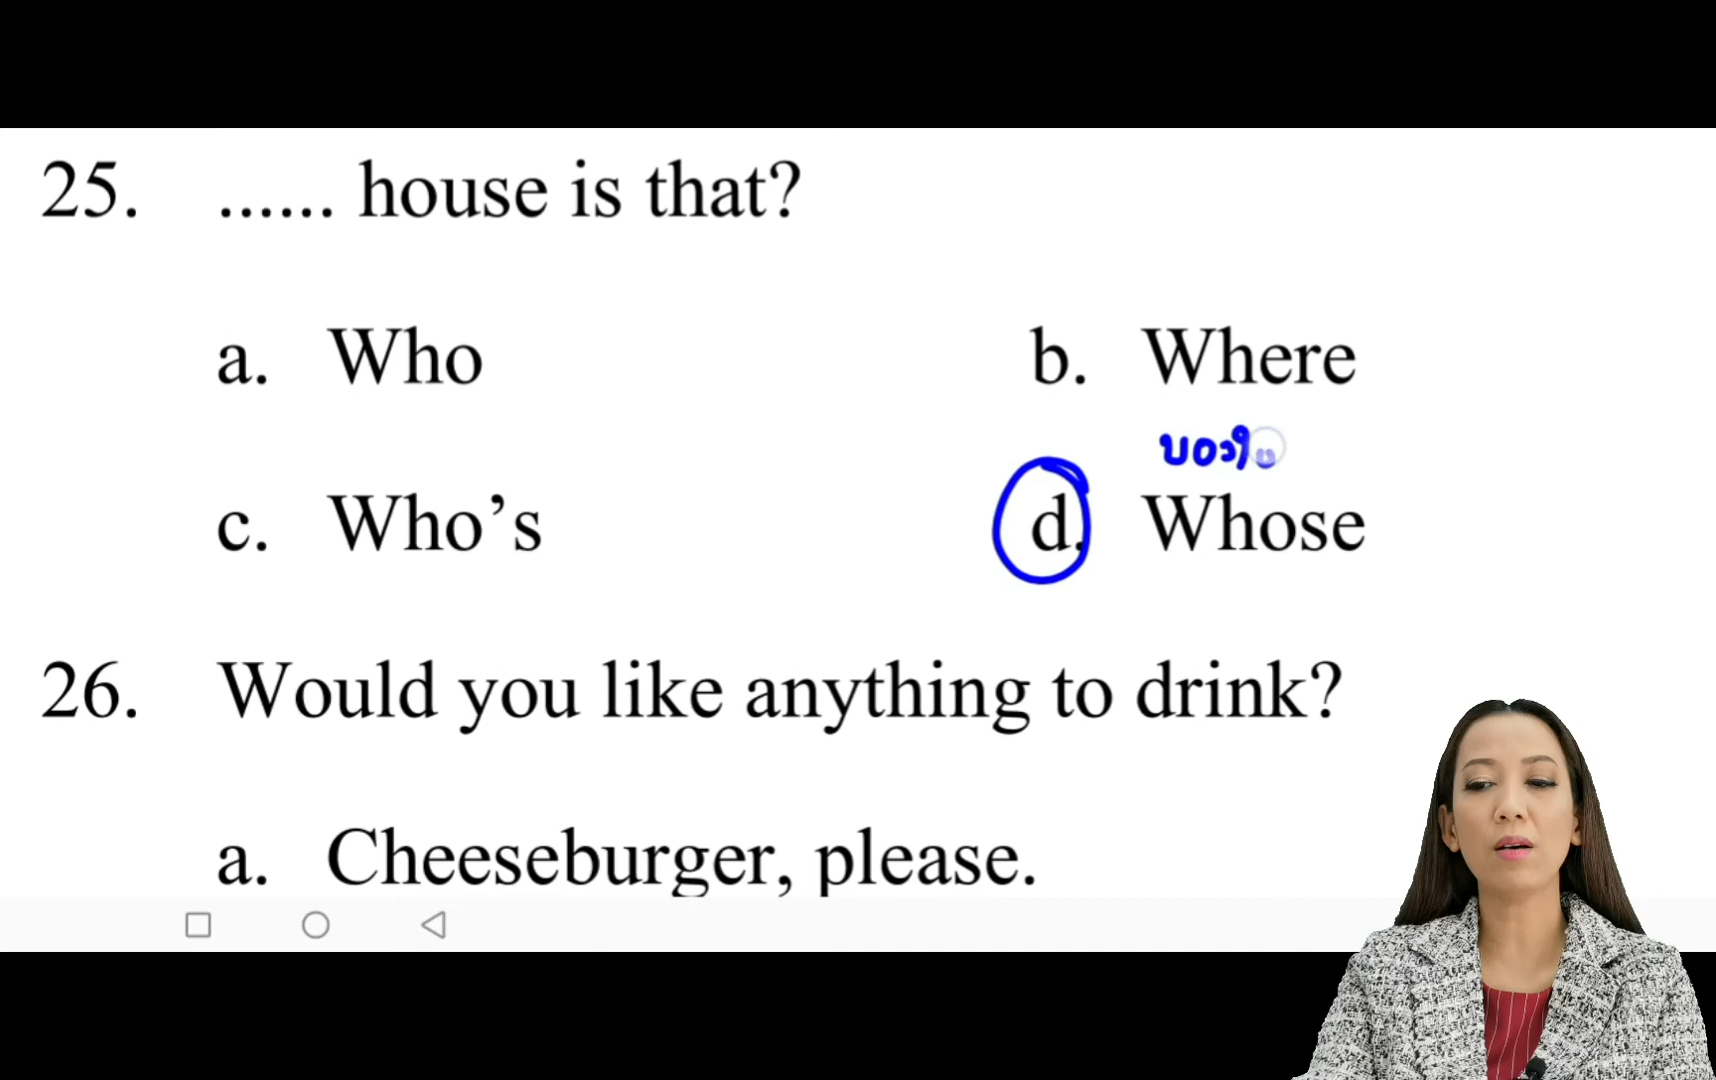 25. ...... house is that?
a. Who
b. Where
c. Who's
d. Whose
26. Would you like anything to drink?
a. Cheeseburger, please.